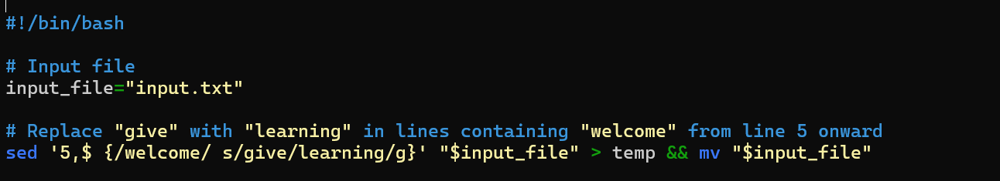 #!/bin/bash
# Input file
input_file="input.txt"
# Replace "give" with "learning" in lines containing "welcome" from line 5 onward
sed '5,$ {/welcome/ s/give/learning/g}' "$input_file" > temp && mv "$input_file"